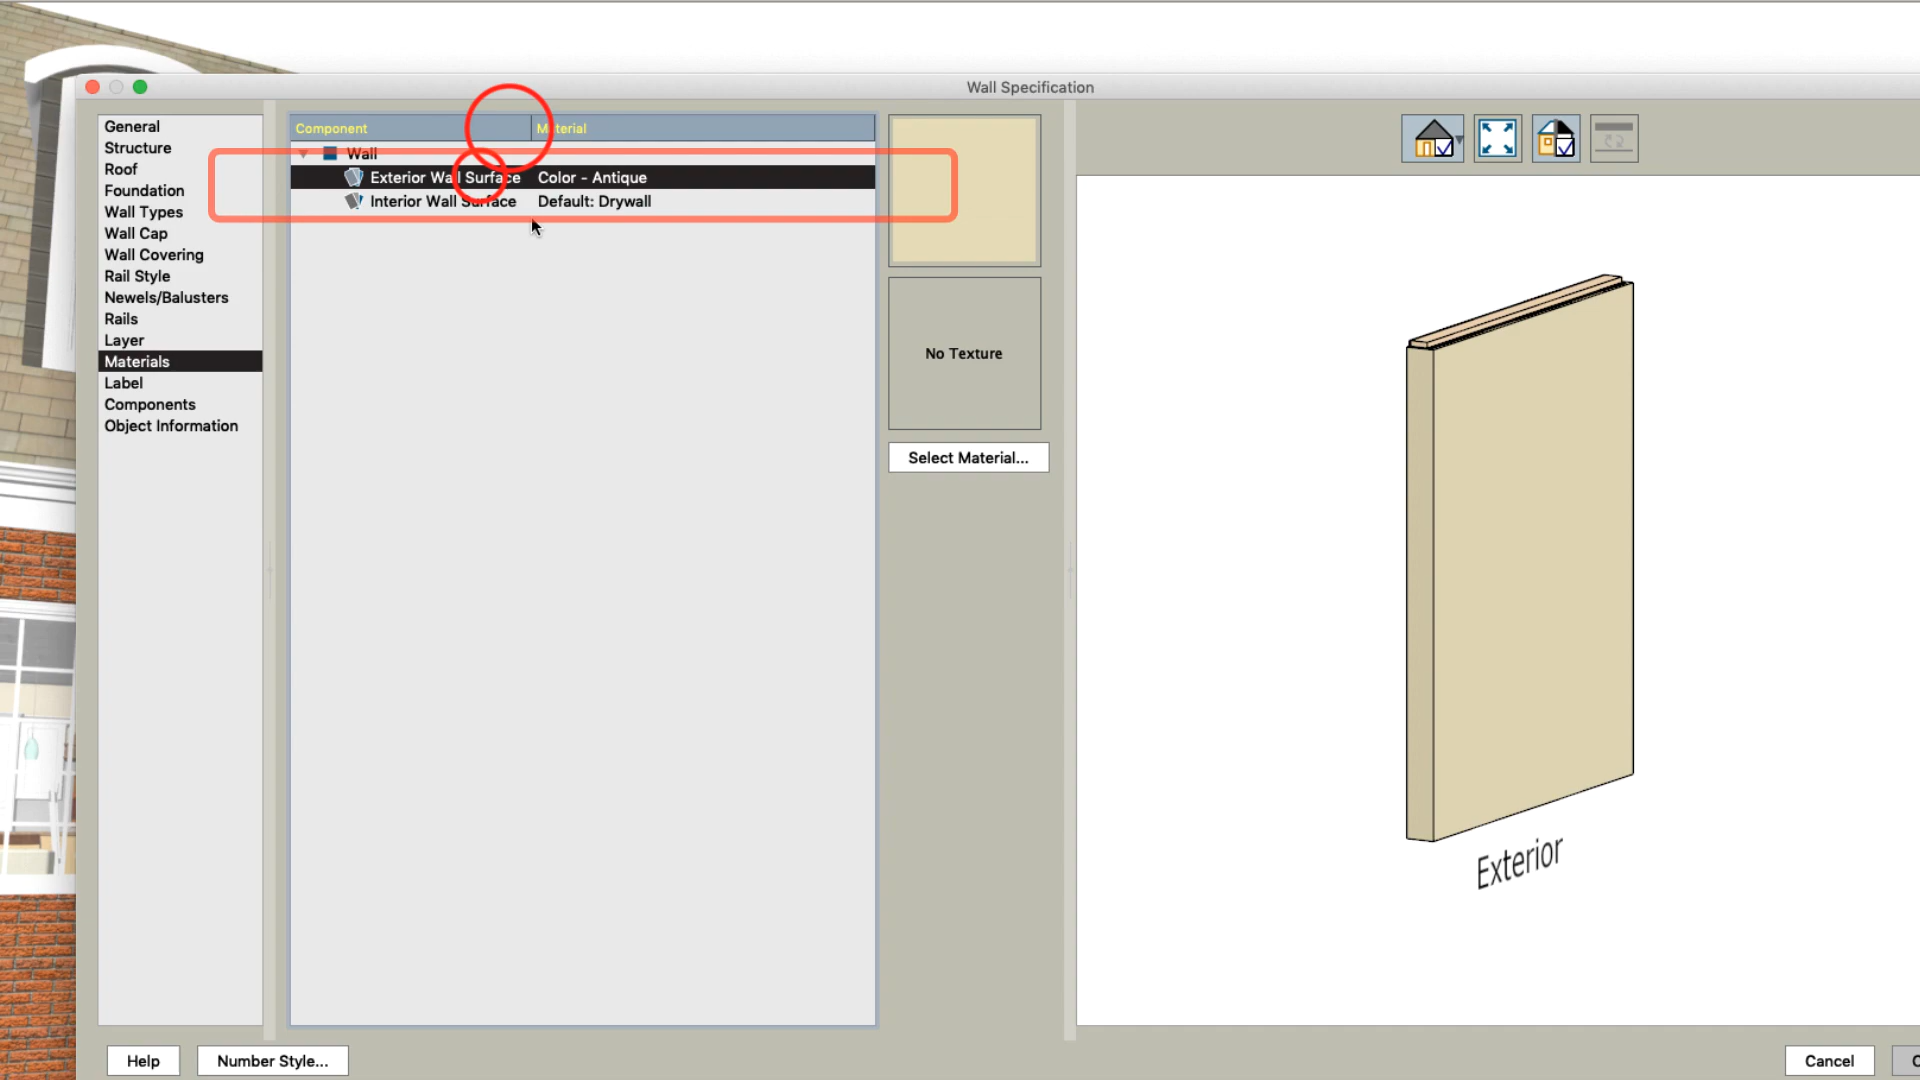 Wall Specification
General
Structure
Roof
Foundation
Wall Types
Wall Cap
Wall Covering
Rail Style
Newels/Balusters
Rails
Layer
Materials
Label
Components
Object Information
Component Material
Wall
Exterior Wall Surface Color - Antique
Interior Wall Surface Default: Drywall
No Texture
Select Material...
Exterior
Help
Number Style...
Cancel